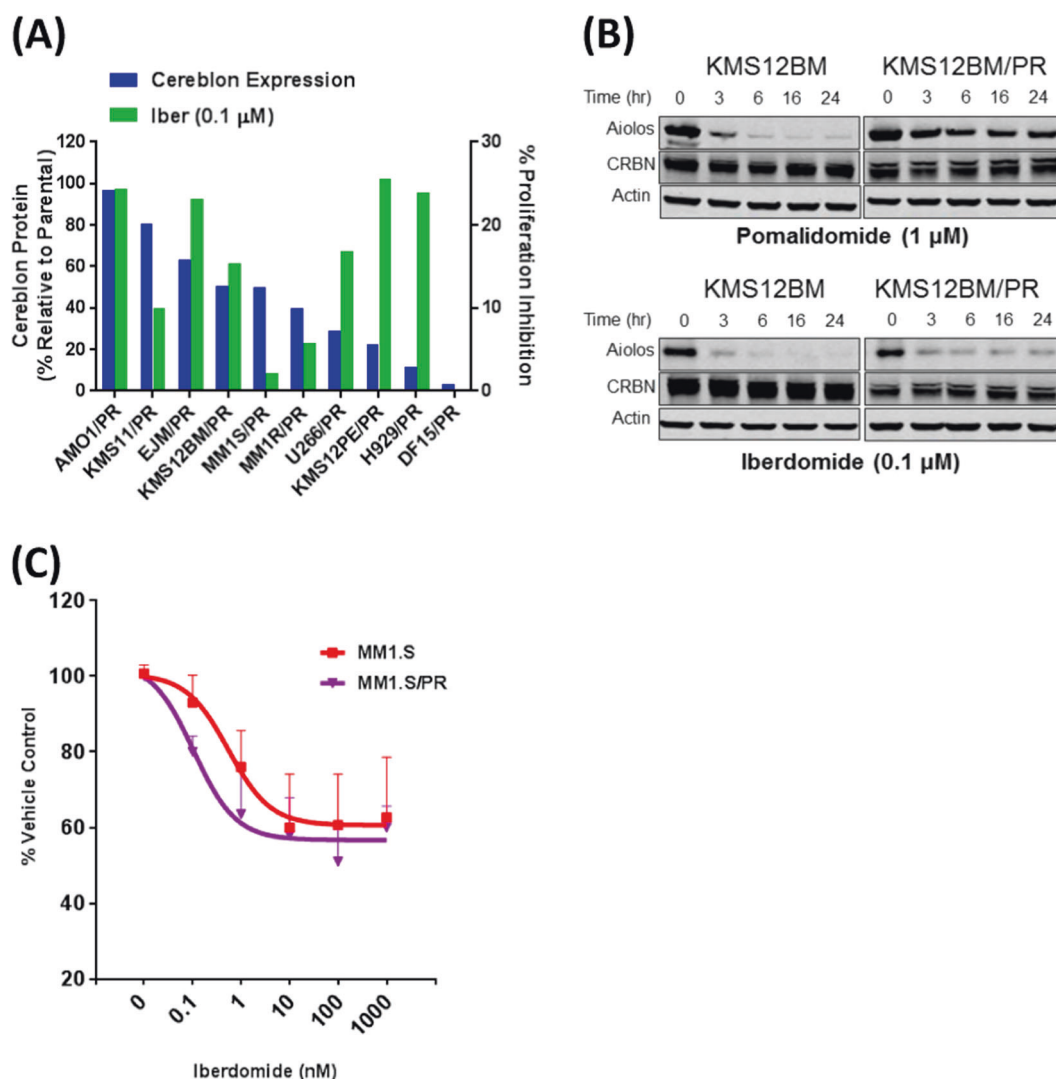 (A)
Cereblon Expression
Iber (0.1 µM)
Cereblon Protein
(% Relative to Parental)
120
100
80
60
40
20
0
30
20
10
0
% Proliferation Inhibition
AMO1/PR
KMS11/PR
EJM/PR
KMS12BM/PR
MM1S/PR
MM1R/PR
U266/PR
KMS12PE/PR
H929/PR
DF15/PR
(B)
KMS12BM KMS12BM/PR
Time (hr) 0 3 6 16 24 0 3 6 16 24
Aiolos
CRBN
Actin
Pomalidomide (1 µM)
KMS12BM KMS12BM/PR
Time (hr) 0 3 6 16 24 0 3 6 16 24
Aiolos
CRBN
Actin
Iberdomide (0.1 µM)
(C)
% Vehicle Control
120
100
80
60
40
20
MM1.S
MM1.S/PR
0 0.1 1 10 100 1000
Iberdomide (nM)